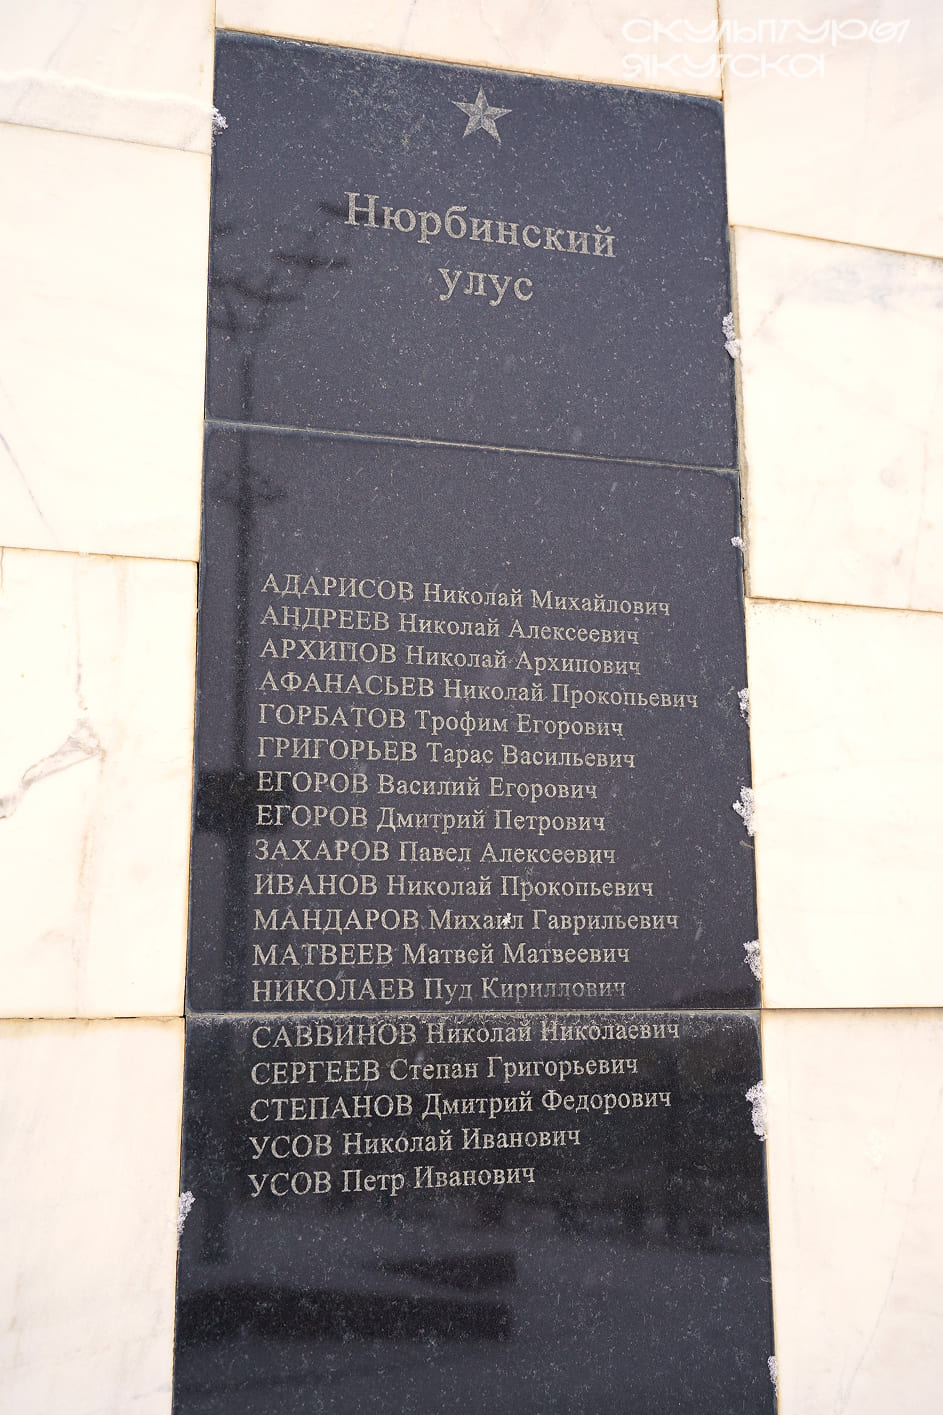 СКУЛЬПТУРЫ
ЯКУТСКА
Нюрбинский
улус
АДАРИСОВ Николай Михайлович
АНДРЕЕВ Николай Алексеевич
АРХИПОВ Николай Архипович
АФАНАСЬЕВ Николай Прокопьевич
ГОРБАТОВ Трофим Егорович
ГРИГОРЬЕВ Тарас Васильевич
ЕГОРОВ Василий Егорович
ЕГОРОВ Дмитрий Петрович
ЗАХАРОВ Павел Алексеевич
ИВАНОВ Николай Прокопьевич
МАНДАРОВ Михаил Гаврильевич
МАТВЕЕВ Матвей Матвеевич
НИКОЛАЕВ Пуд Кириллович
САВВИНОВ Николай Николаевич
СЕРГЕЕВ Степан Григорьевич
СТЕПАНОВ Дмитрий Федорович
УСОВ Николай Иванович
УСОВ Петр Иванович